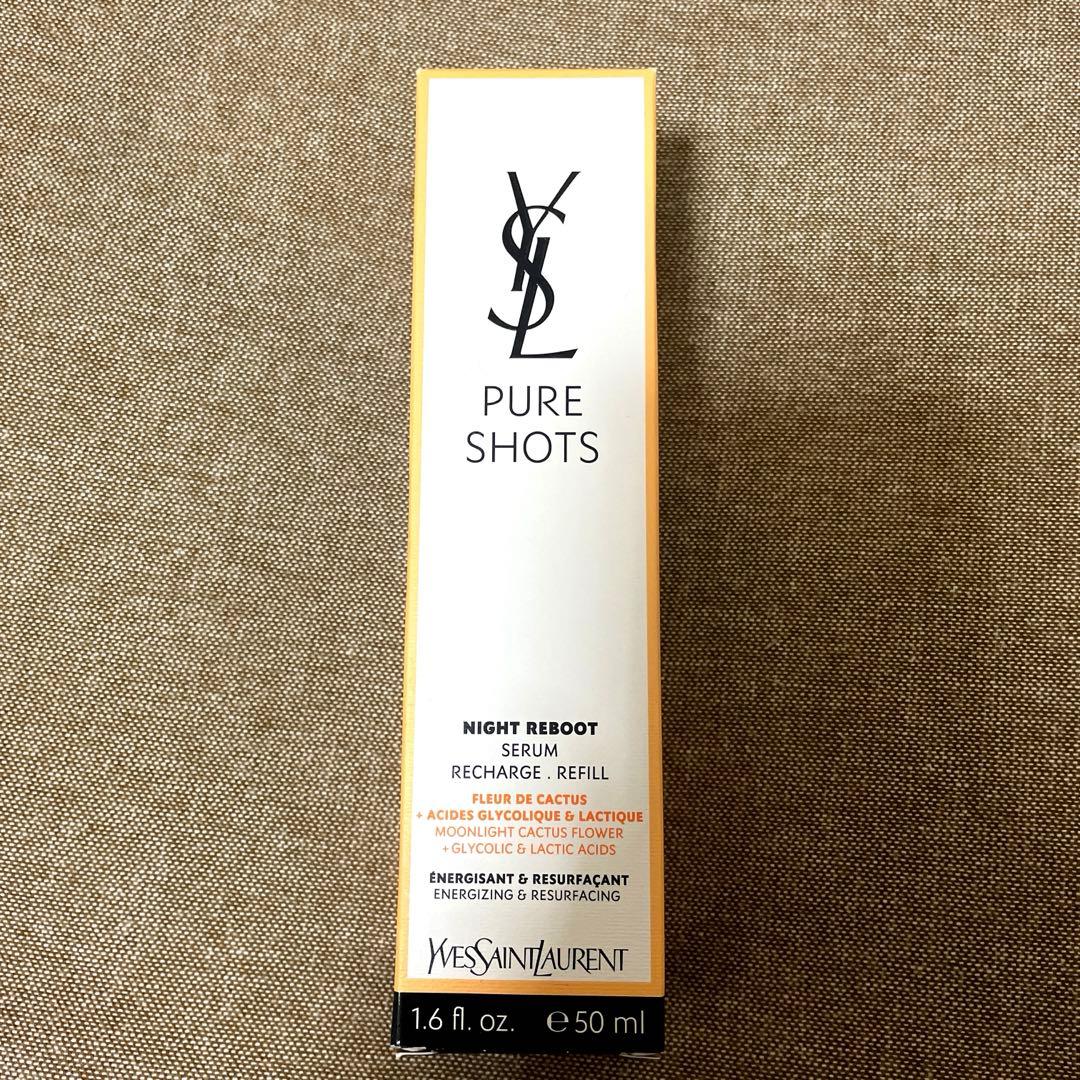 YSL
PURE
SHOTS
NIGHT REBOOT
SERUM
RECHARGE . REFILL
FLEUR DE CACTUS
+ ACIDES GLYCOLIQUE & LACTIQUE
MOONLIGHT CACTUS FLOWER
+ GLYCOLIC & LACTIC ACIDS
ÉNERGISANT & RESURFAÇANT
ENERGIZING & RESURFACING
YVESSAINTLAURENT
1.6 fl. oz. ℮ 50 ml